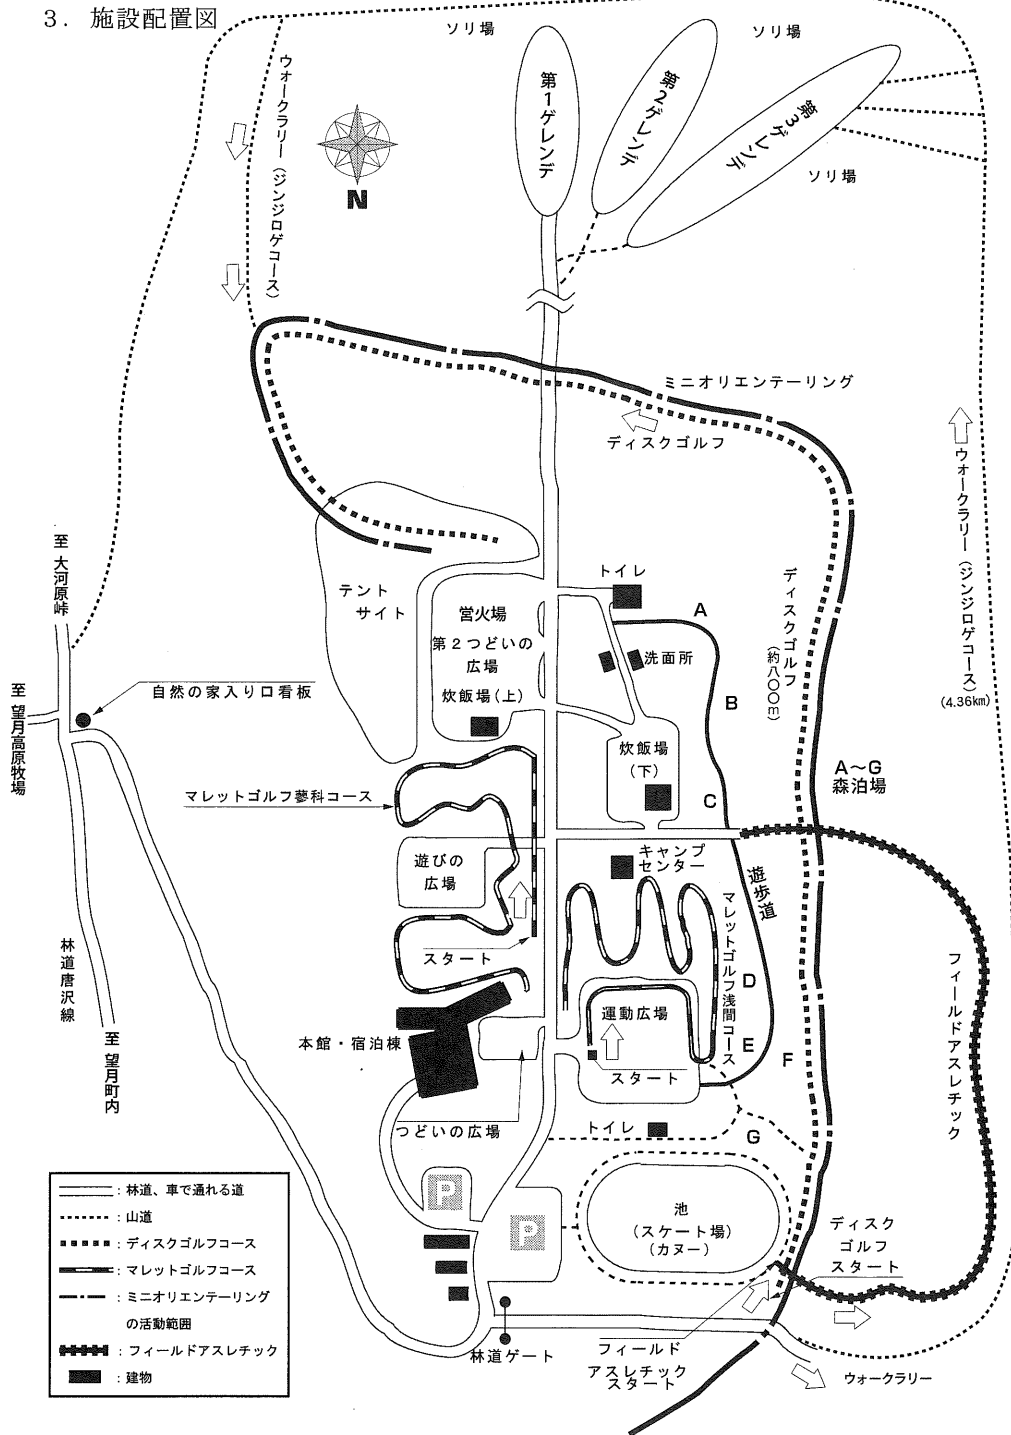 3. 施設配置図
ソリ場
ソリ場
ソリ場
第1ゲレンデ
第2ゲレンデ
第3ゲレンデ
ウォークラリー(ジンジロゲコース)
N
ミニオリエンテーリング
ディスクゴルフ
ウォークラリー(ジンジロゲコース)
(4.36km)
至 大河原峠
至 望月高原牧場
自然の家入り口看板
テント
サイト
営火場
第2つどいの
広場
炊飯場(上)
トイレ
洗面所
A
B
C
D
E
F
G
ディスクゴルフ
(約八〇〇m)
炊飯場
(下)
A~G
森泊場
マレットゴルフ蓼科コース
遊びの
広場
キャンプ
センター
遊歩道
マレットゴルフ浅間コース
スタート
運動広場
スタート
フィールドアスレチック
林道唐沢線
至 望月町内
本館・宿泊棟
つどいの広場
トイレ
P
P
池
(スケート場)
(カヌー)
ディスク
ゴルフ
スタート
林道ゲート
フィールド
アスレチック
スタート
ウォークラリー
:林道、車で通れる道
:山道
:ディスクゴルフコース
:マレットゴルフコース
:ミニオリエンテーリング
の活動範囲
:フィールドアスレチック
:建物